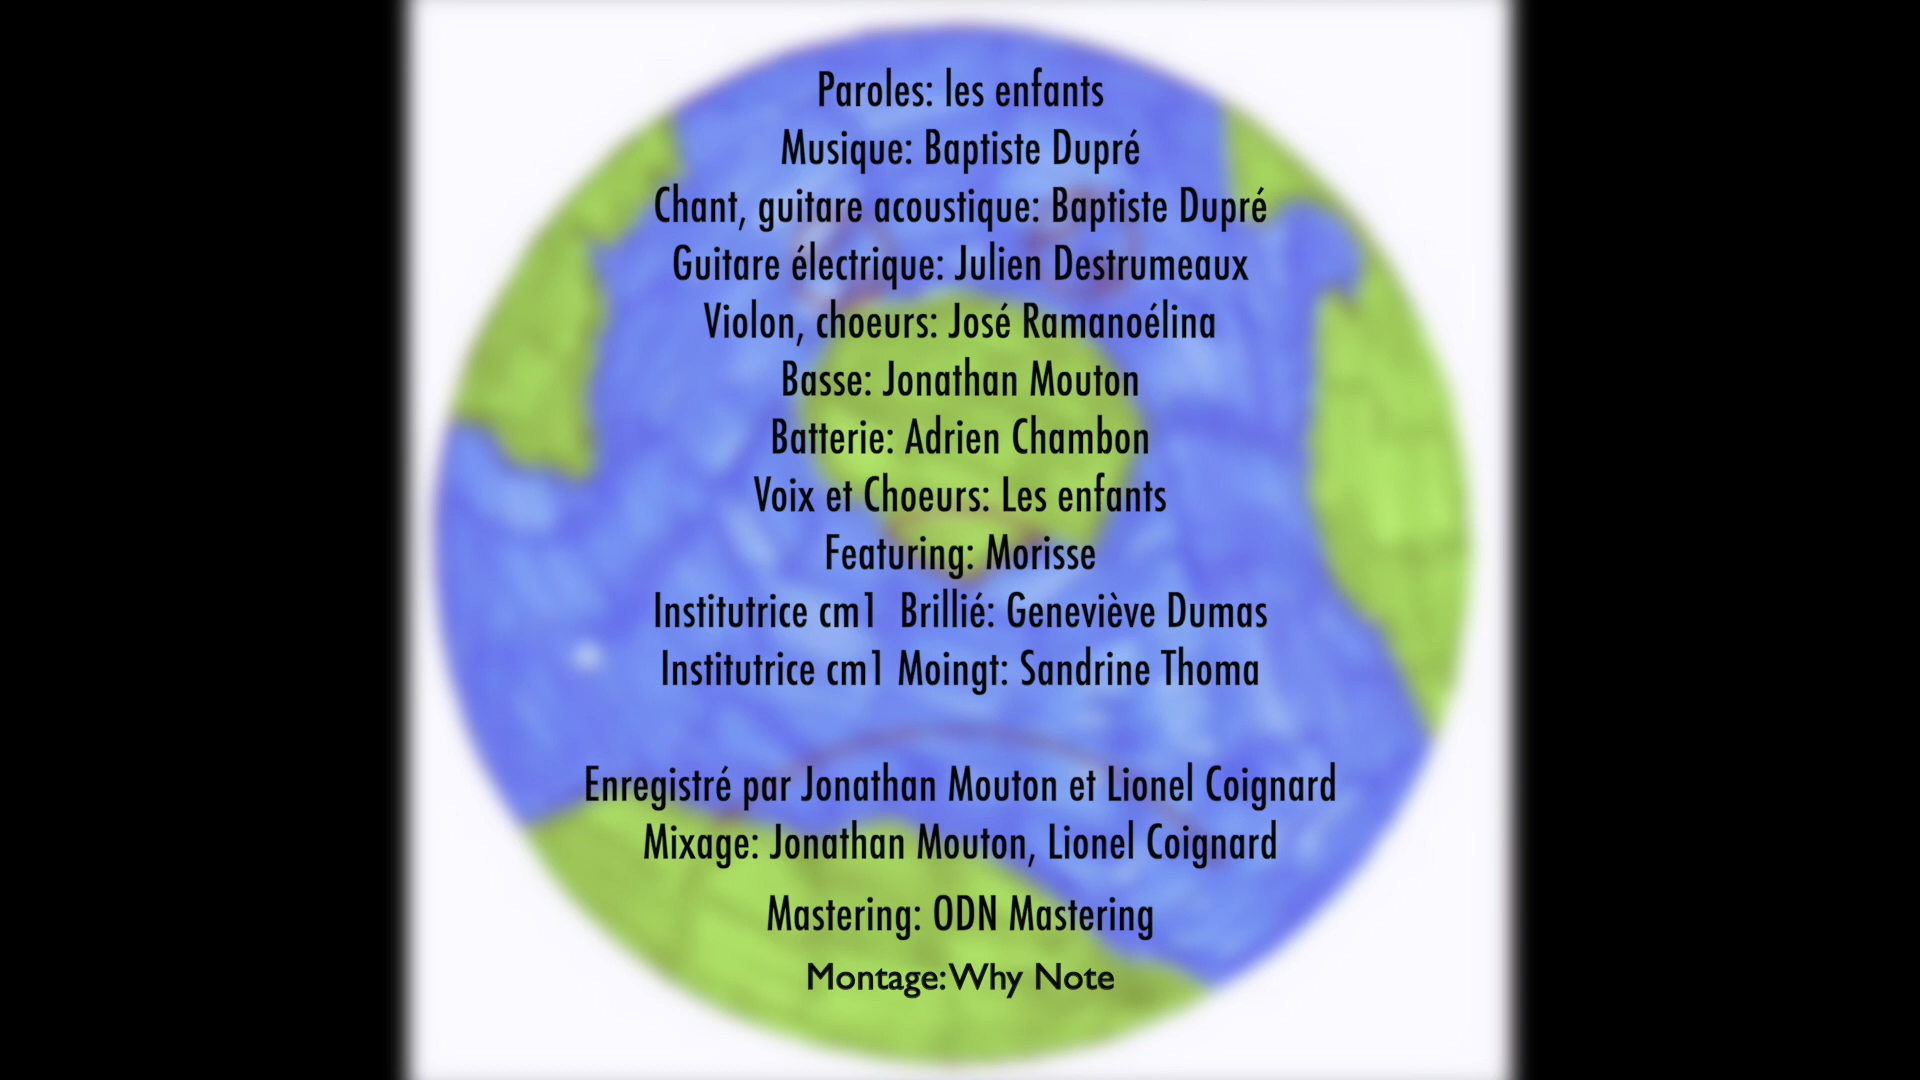 Paroles: les enfants
Musique: Baptiste Dupré
Chant, guitare acoustique: Baptiste Dupré
Guitare électrique: Julien Destrumeaux
Violon, choeurs: José Ramanoélina
Basse: Jonathan Mouton
Batterie: Adrien Chambon
Voix et Choeurs: Les enfants
Featuring: Morisse
Institutrice cm1 Brillié: Geneviève Dumas
Institutrice cm1 Moingt: Sandrine Thoma
Enregistré par Jonathan Mouton et Lionel Coignard
Mixage: Jonathan Mouton, Lionel Coignard
Mastering: ODN Mastering
Montage: Why Note